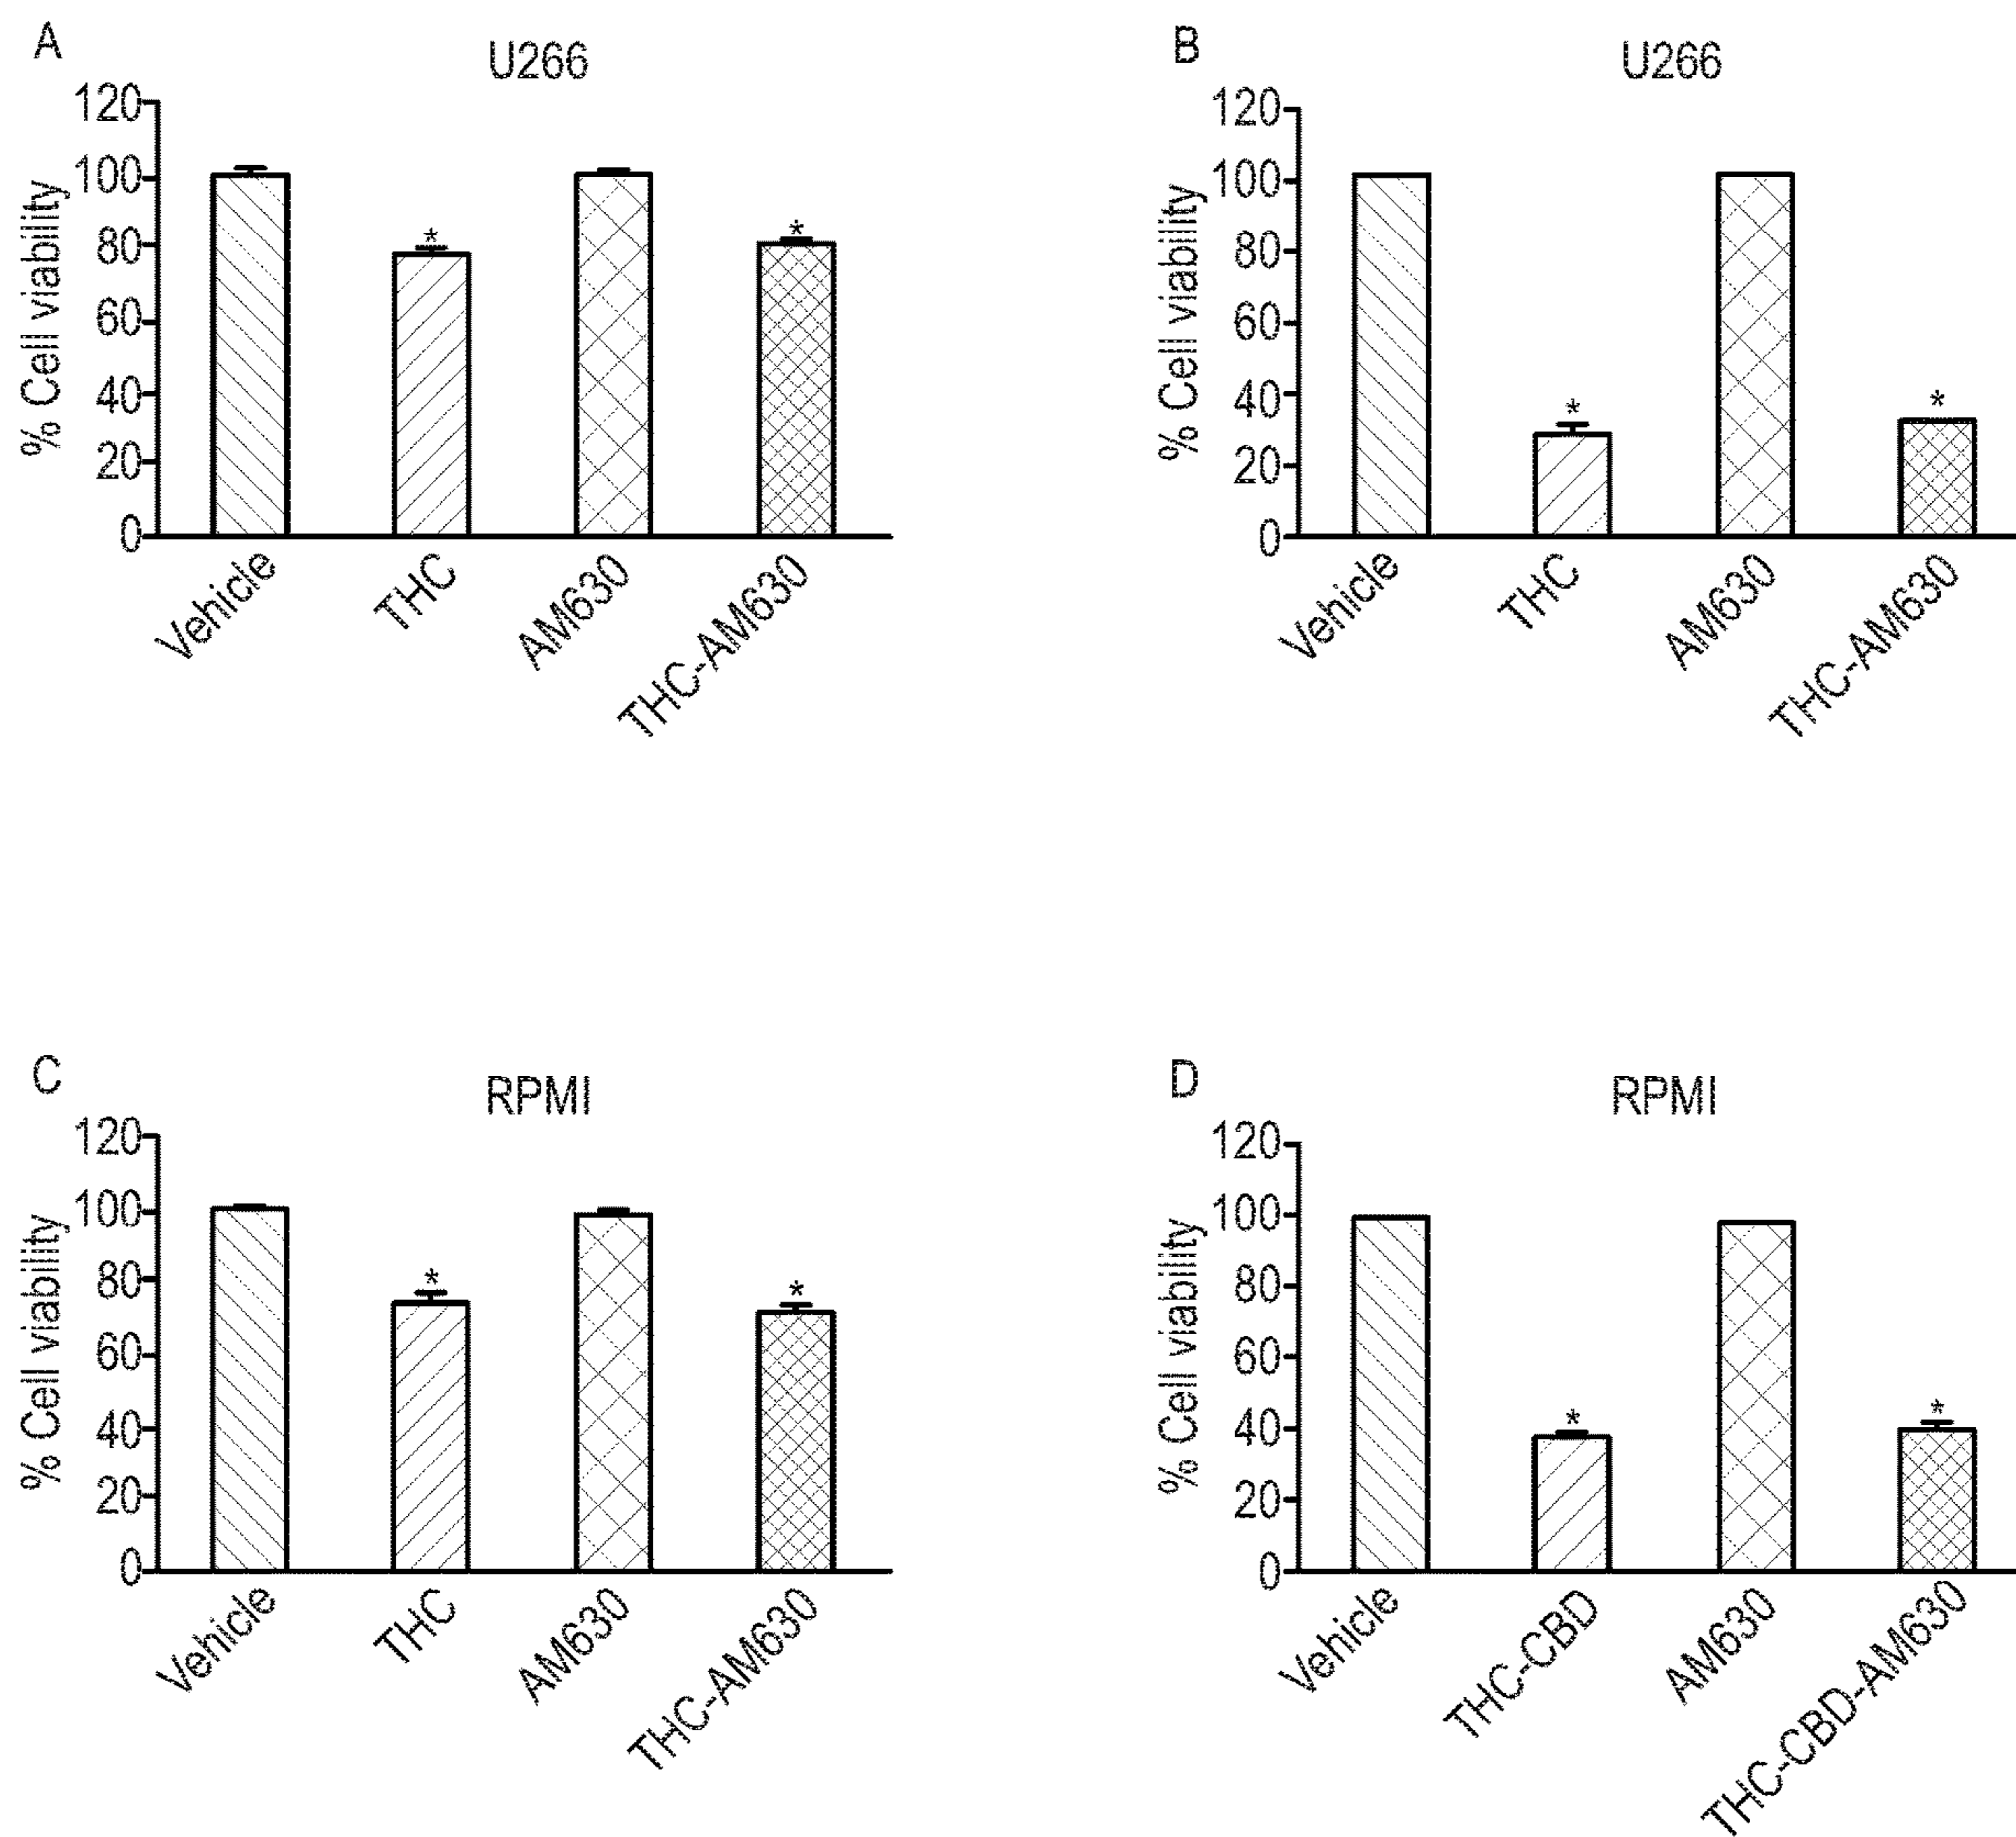 A
U266
% Cell viability
120
100
80
60
40
20
0
*
*
Vehicle
THC
AM630
THC-AM630
B
U266
% Cell viability
120
100
80
60
40
20
0
*
*
Vehicle
THC
AM630
THC-AM630
C
RPMI
% Cell viability
120
100
80
60
40
20
0
*
*
Vehicle
THC
AM630
THC-AM630
D
RPMI
% Cell viability
120
100
80
60
40
20
0
*
*
Vehicle
THC-CBD
AM630
THC-CBD-AM630